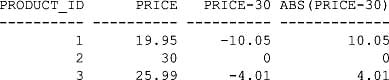 PRODUCT_ID PRICE PRICE-30 ABS(PRICE-30)
---------- ---------- ---------- -------------
1 19.95 -10.05 10.05
2 30 0 0
3 25.99 -4.01 4.01